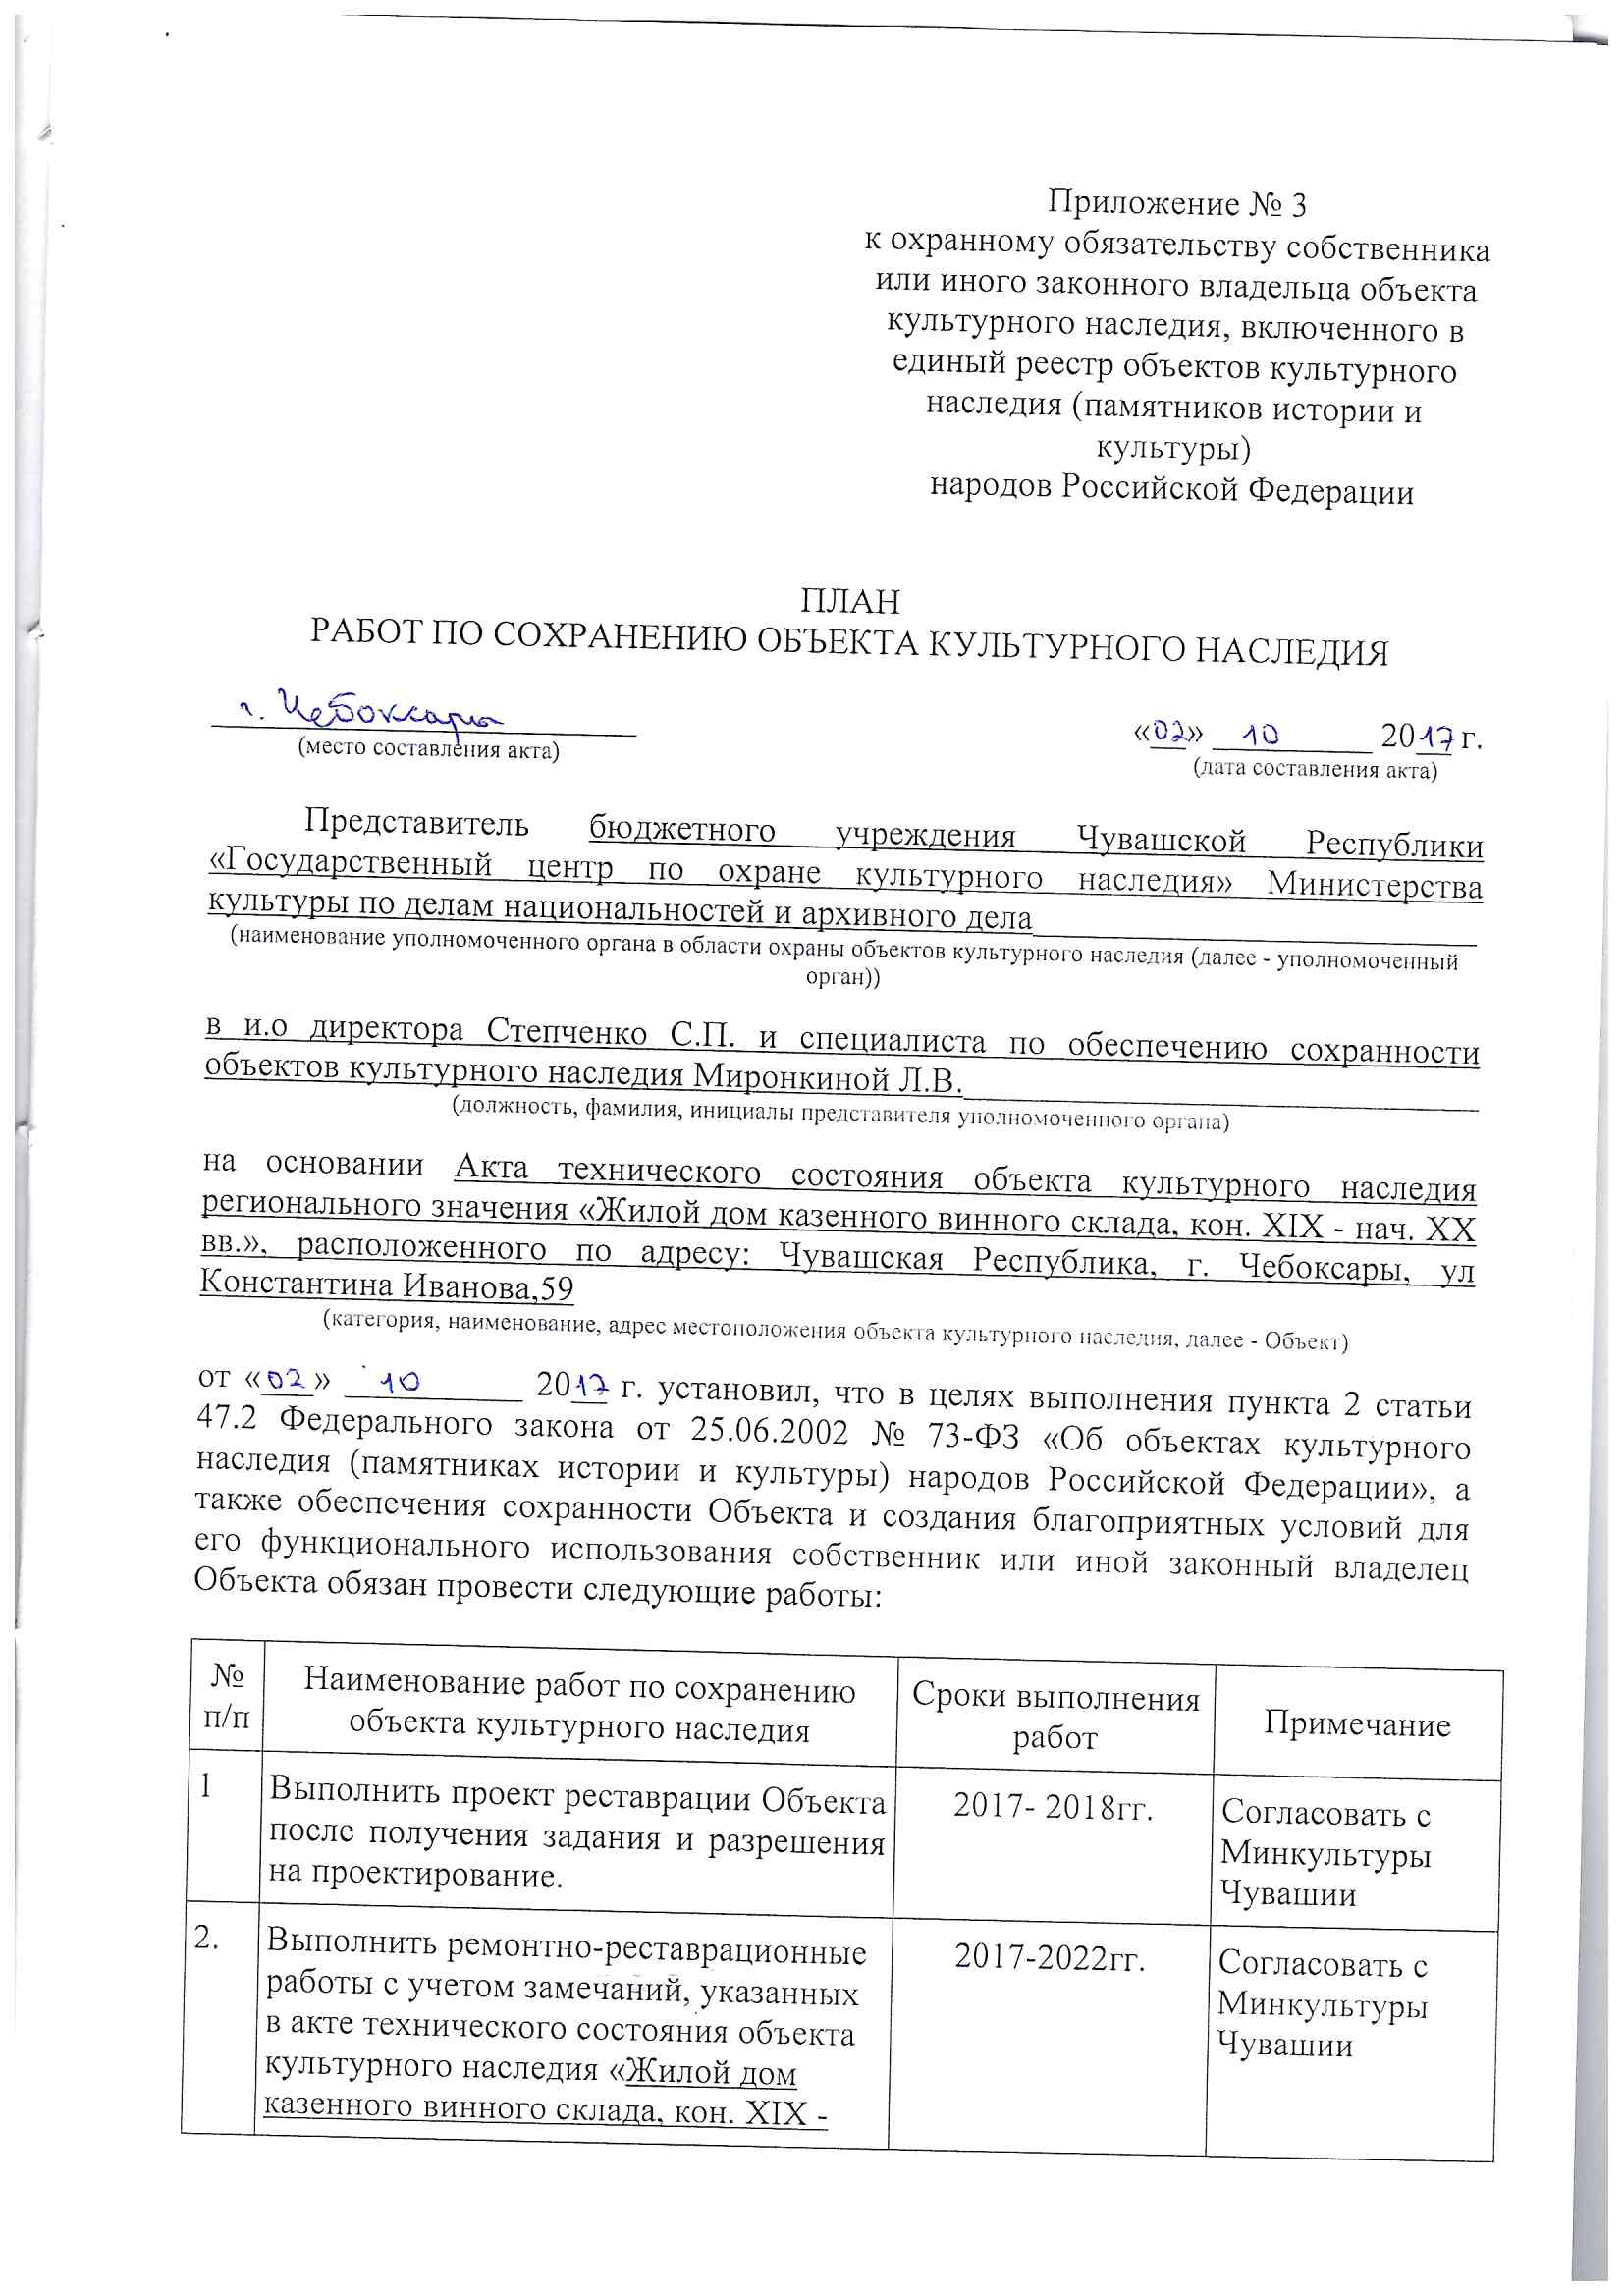 Приложение № 3
к охранному обязательству собственника
или иного законного владельца объекта
культурного наследия, включенного в
единый реестр объектов культурного
наследия (памятников истории и
культуры)
народов Российской Федерации
ПЛАН
РАБОТ ПО СОХРАНЕНИЮ ОБЪЕКТА КУЛЬТУРНОГО НАСЛЕДИЯ
г. Чебоксары
«02» 10 2017 г.
(место составления акта)
(дата составления акта)
Представитель бюджетного учреждения Чувашской Республики
«Государственный центр по охране культурного наследия» Министерства
культуры по делам национальностей и архивного дела
(наименование уполномоченного органа в области охраны объектов культурного наследия (далее - уполномоченный
орган))
в и.о директора Степченко С.П. и специалиста по обеспечению сохранности
объектов культурного наследия Миронкиной Л.В.
(должность, фамилия, инициалы представителя уполномоченного органа)
на основании Акта технического состояния объекта культурного наследия
регионального значения «Жилой дом казенного винного склада, кон. XIX - нач. XX
вв.», расположенного по адресу: Чувашская Республика, г. Чебоксары, ул
Константина Иванова,59
(категория, наименование, адрес местоположения объекта культурного наследия, далее - Объект)
от «02» 10 2017 г. установил, что в целях выполнения пункта 2 статьи
47.2 Федерального закона от 25.06.2002 № 73-ФЗ «Об объектах культурного
наследия (памятниках истории и культуры) народов Российской Федерации», а
также обеспечения сохранности Объекта и создания благоприятных условий для
его функционального использования собственник или иной законный владелец
Объекта обязан провести следующие работы:
№
п/п
Наименование работ по сохранению
объекта культурного наследия
Сроки выполнения
работ
Примечание
1
Выполнить проект реставрации Объекта
после получения задания и разрешения
на проектирование.
2017- 2018гг.
Согласовать с
Минкультуры
Чувашии
2.
Выполнить ремонтно-реставрационные
работы с учетом замечаний, указанных
в акте технического состояния объекта
культурного наследия «Жилой дом
казенного винного склада, кон. XIX -
2017-2022гг.
Согласовать с
Минкультуры
Чувашии